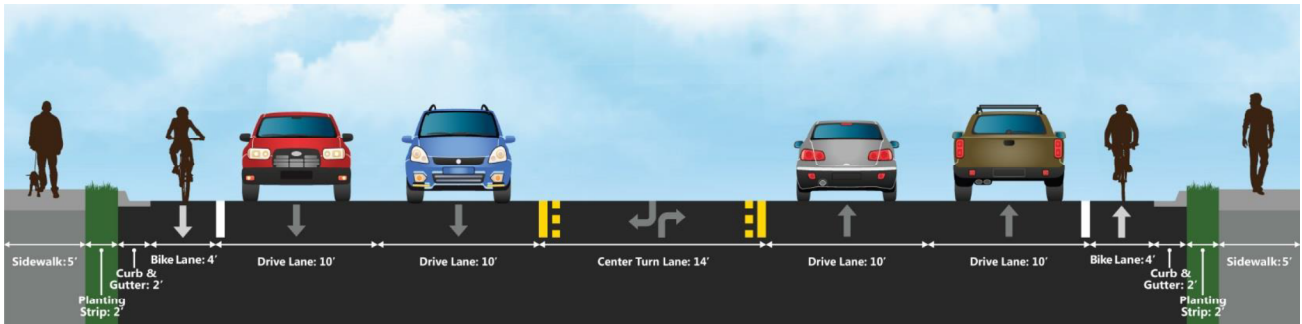 Sidewalk: 5'
Planting
Strip: 2'
Curb &
Gutter: 2'
Bike Lane: 4'
Drive Lane: 10'
Drive Lane: 10'
Center Turn Lane: 14'
Drive Lane: 10'
Drive Lane: 10'
Bike Lane: 4'
Curb &
Gutter: 2'
Planting
Strip: 2'
Sidewalk: 5'